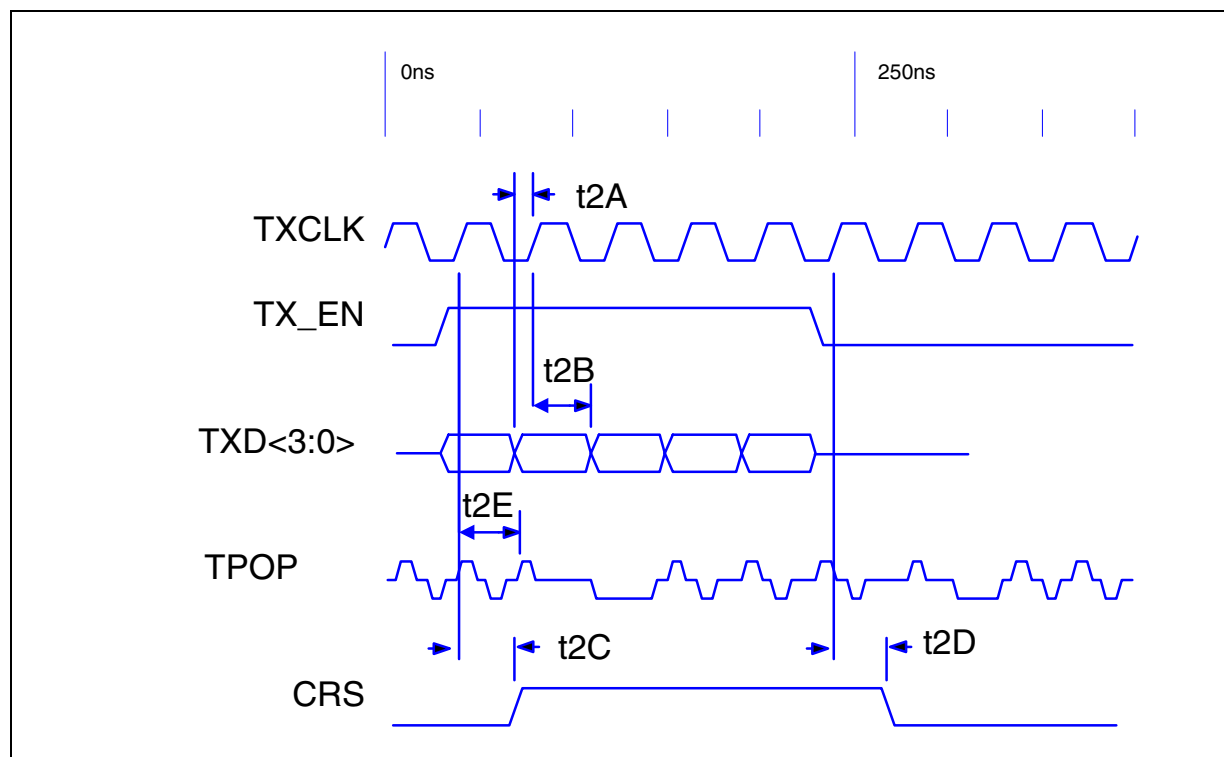 0ns
250ns
t2A
TXCLK
TX_EN
t2B
TXD<3:0>
t2E
TPOP
t2C
t2D
CRS